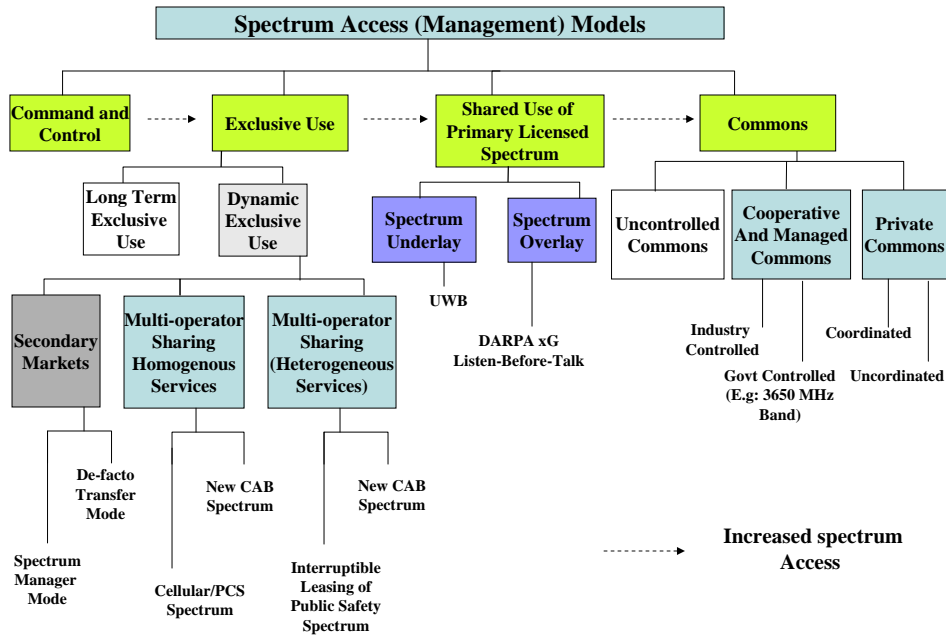 Spectrum Access (Management) Models
Command and
Control
Exclusive Use
Shared Use of
Primary Licensed
Spectrum
Commons
Long Term
Exclusive
Use
Dynamic
Exclusive
Use
Spectrum
Underlay
Spectrum
Overlay
Uncontrolled
Commons
Cooperative
And Managed
Commons
Private
Commons
UWB
DARPA xG
Listen-Before-Talk
Industry
Controlled
Govt Controlled
(E.g: 3650 MHz
Band)
Coordinated
Uncordinated
Secondary
Markets
Multi-operator
Sharing
Homogenous
Services
Multi-operator
Sharing
(Heterogeneous
Services)
De-facto
Transfer
Mode
New CAB
Spectrum
New CAB
Spectrum
Spectrum
Manager
Mode
Cellular/PCS
Spectrum
Interruptible
Leasing of
Public Safety
Spectrum
Increased spectrum
Access